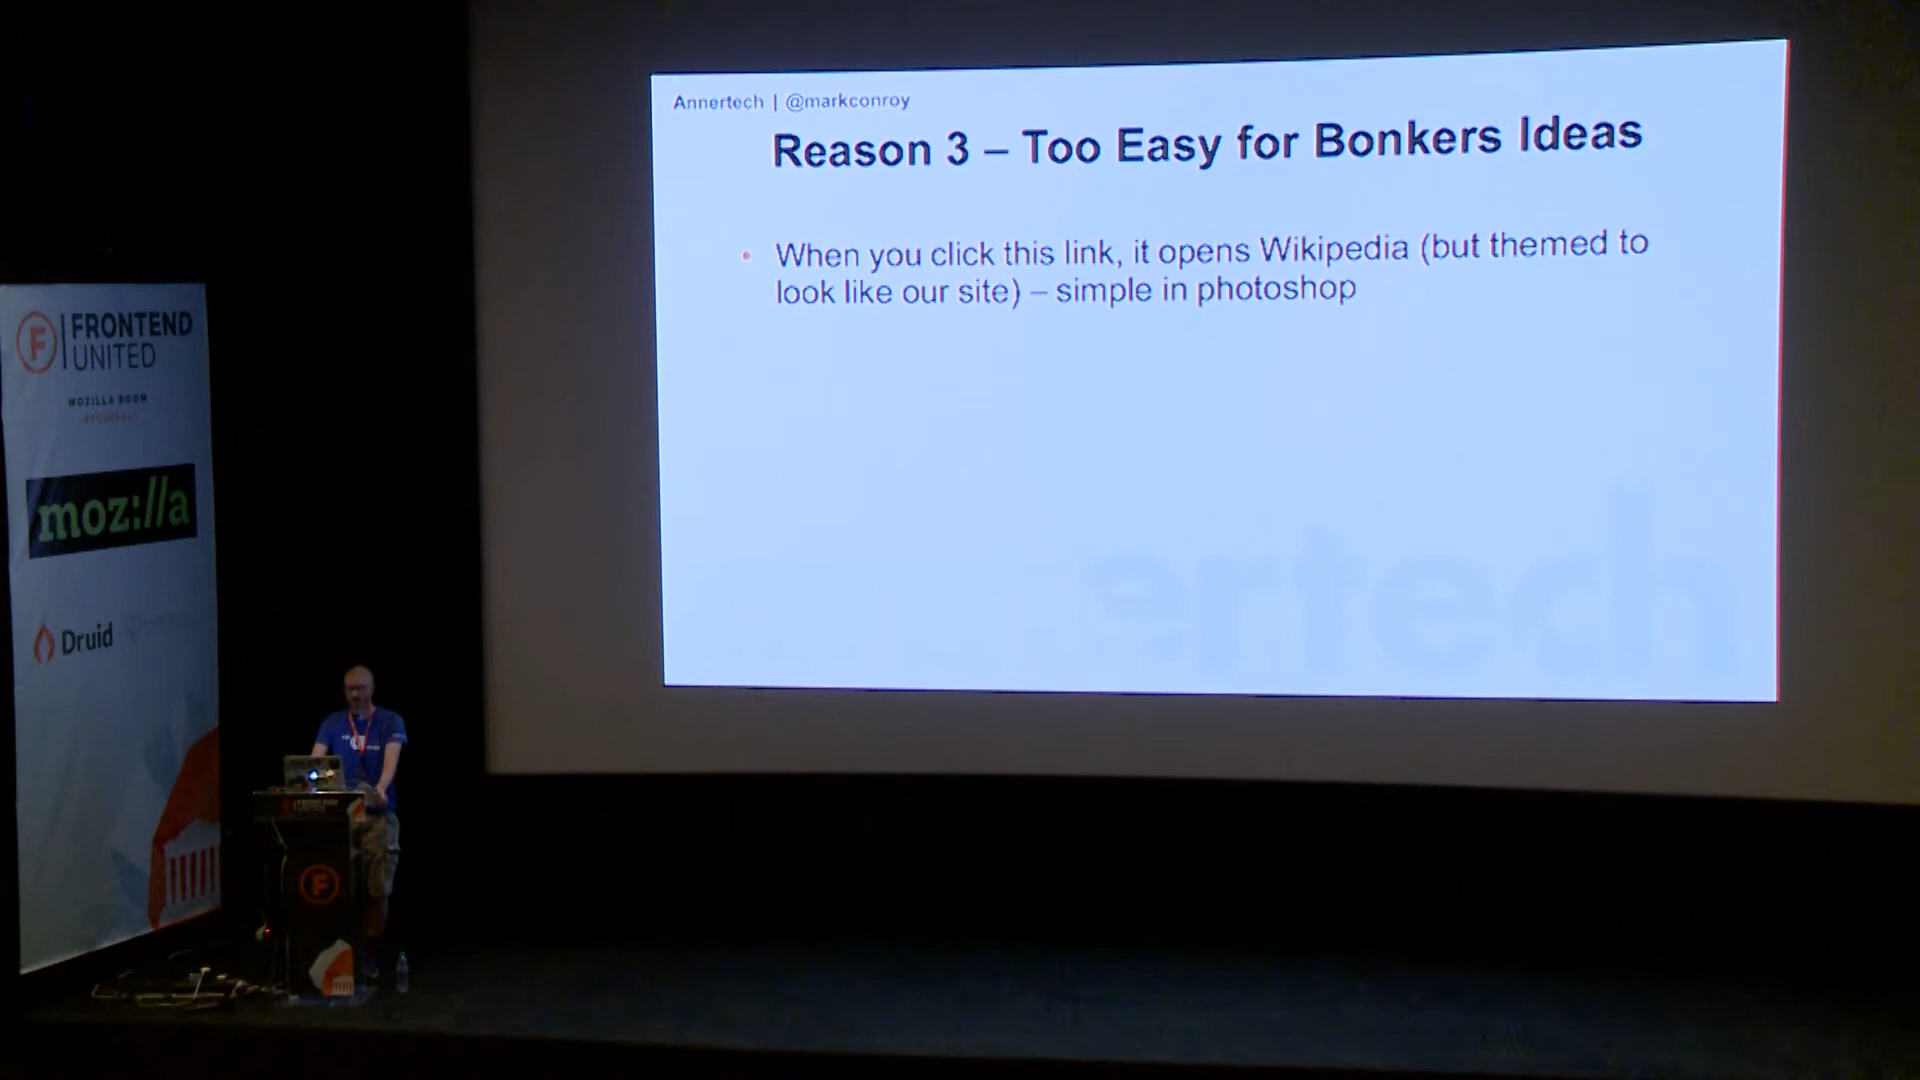 Annertech | @markconroy
Reason 3 – Too Easy for Bonkers Ideas
• When you click this link, it opens Wikipedia (but themed to
look like our site) – simple in photoshop
ertech
F
FRONTEND
UNITED
MOZILLA ROOM
moz://a
Druid
F